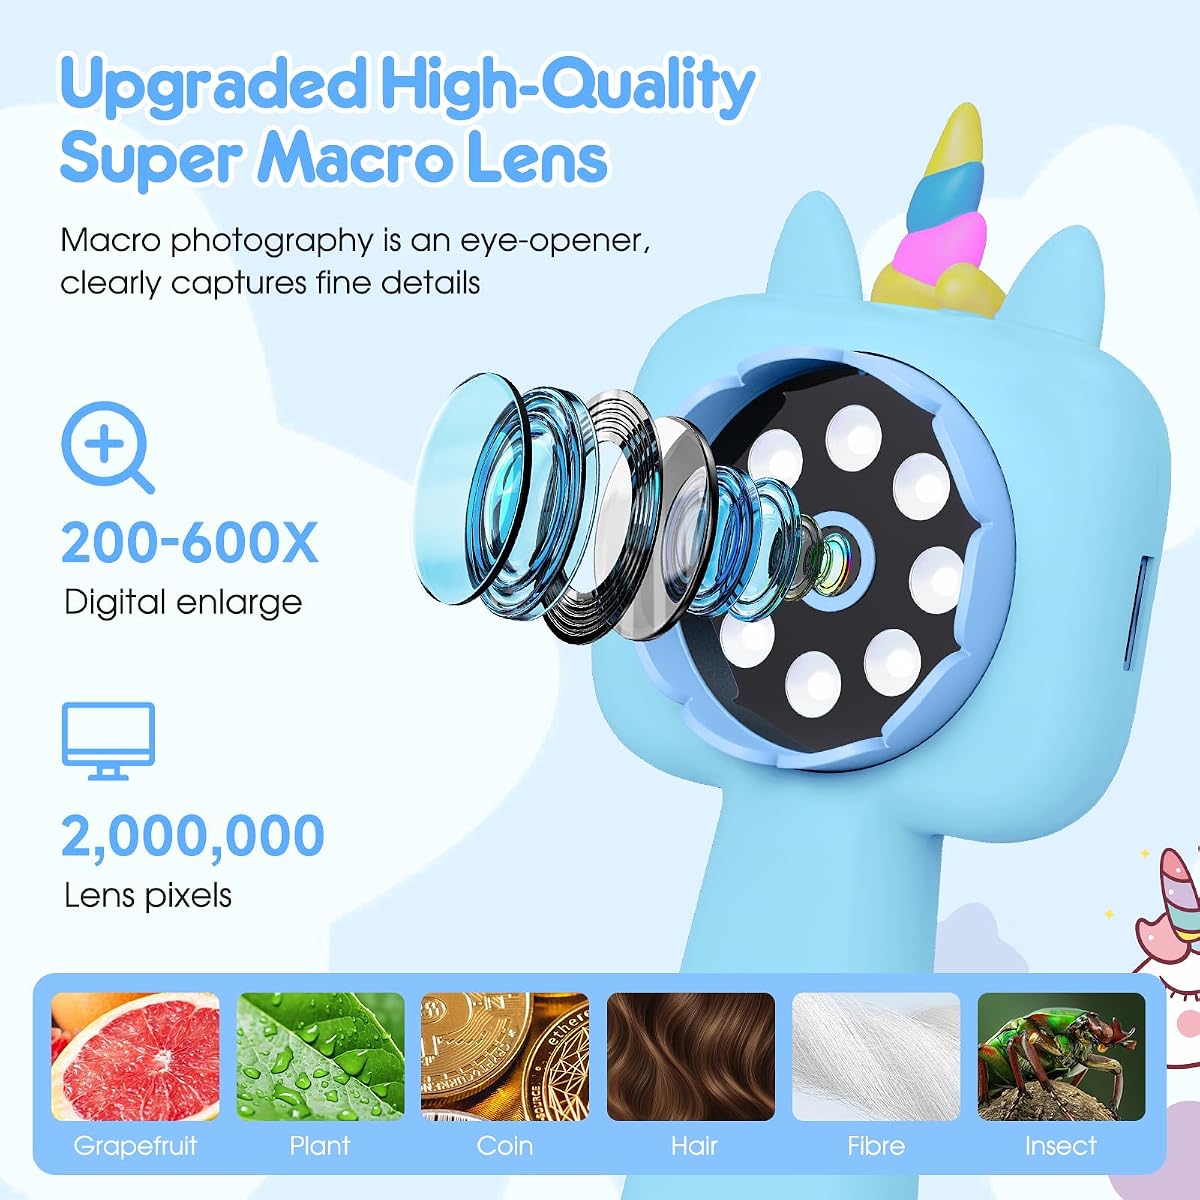 Upgraded High-Quality
Super Macro Lens
Macro photography is an eye-opener,
clearly captures fine details
200-600X
Digital enlarge
2,000,000
Lens pixels
Grapefruit
Plant
Coin
Hair
Fibre
Insect